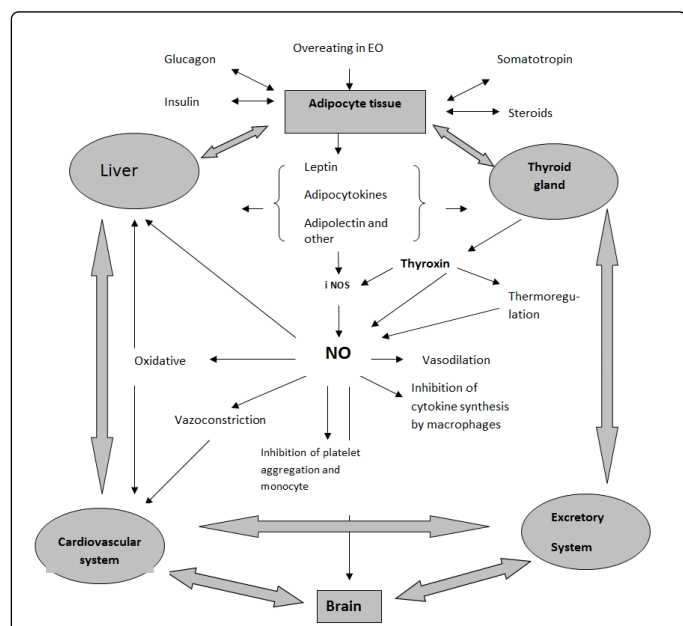 Overeating in EO
Glucagon
Somatotropin
Insulin
Adipocyte tissue
Steroids
Liver
Leptin
Adipocytokines
Adipolectin and
other
Thyroid
gland
Thyroxin
i NOS
Thermoregu-
lation
NO
Oxidative
Vasodilation
Vazoconstriction
Inhibition of
cytokine synthesis
by macrophages
Inhibition of platelet
aggregation and
monocyte
Cardiovascular
system
Excretory
System
Brain